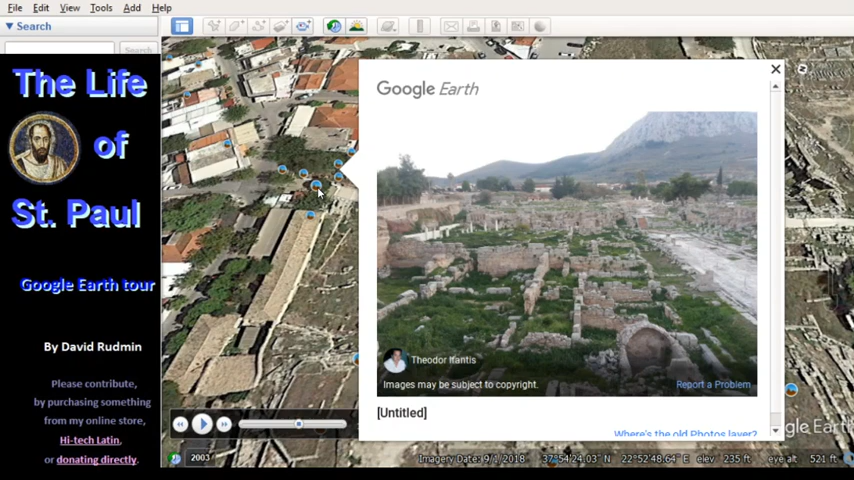 File Edit View Tools Add Help
Search
Search
The Life
of
St. Paul
Google Earth tour
By David Rudmin
Please contribute,
by purchasing something
from my online store,
Hi-tech Latin,
or donating directly.
Google Earth
Theodor Ifantis
Images may be subject to copyright.
Report a Problem
[Untitled]
Where's the old Photos layer?
gle Earth
2003
Imagery Date: 9/1/2018 37°54'24.03" N 22°52'48.64" E elev 235 ft eye alt 521 ft